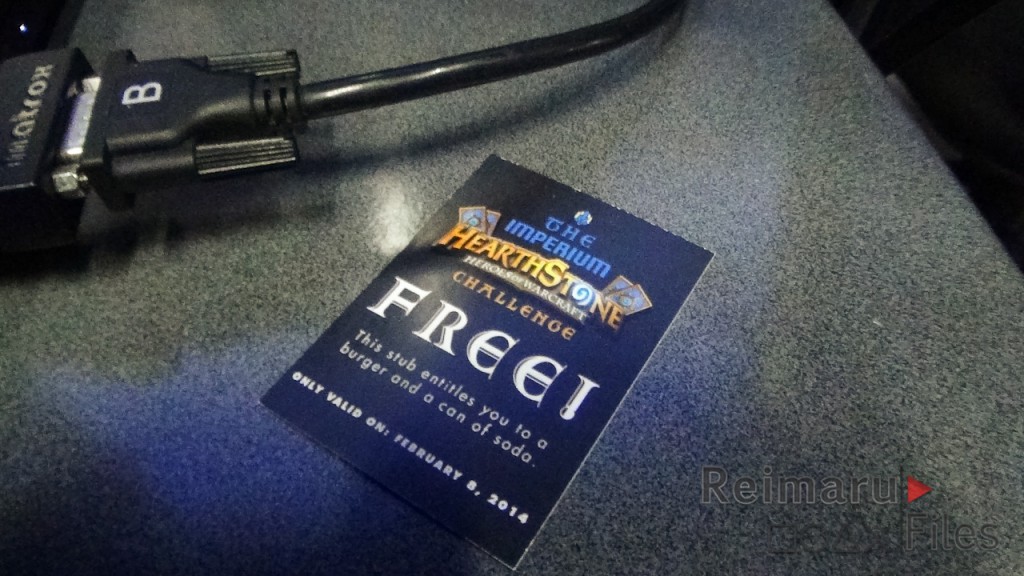 matrox
B
THE
IMPERIUM
HEARTHSTONE
HEROES OF WARCRAFT
CHALLENGE
FREE!
This stub entitles you to a
burger and a can of soda.
ONLY VALID ON: FEBRUARY 8, 2014
Reimaru
Files